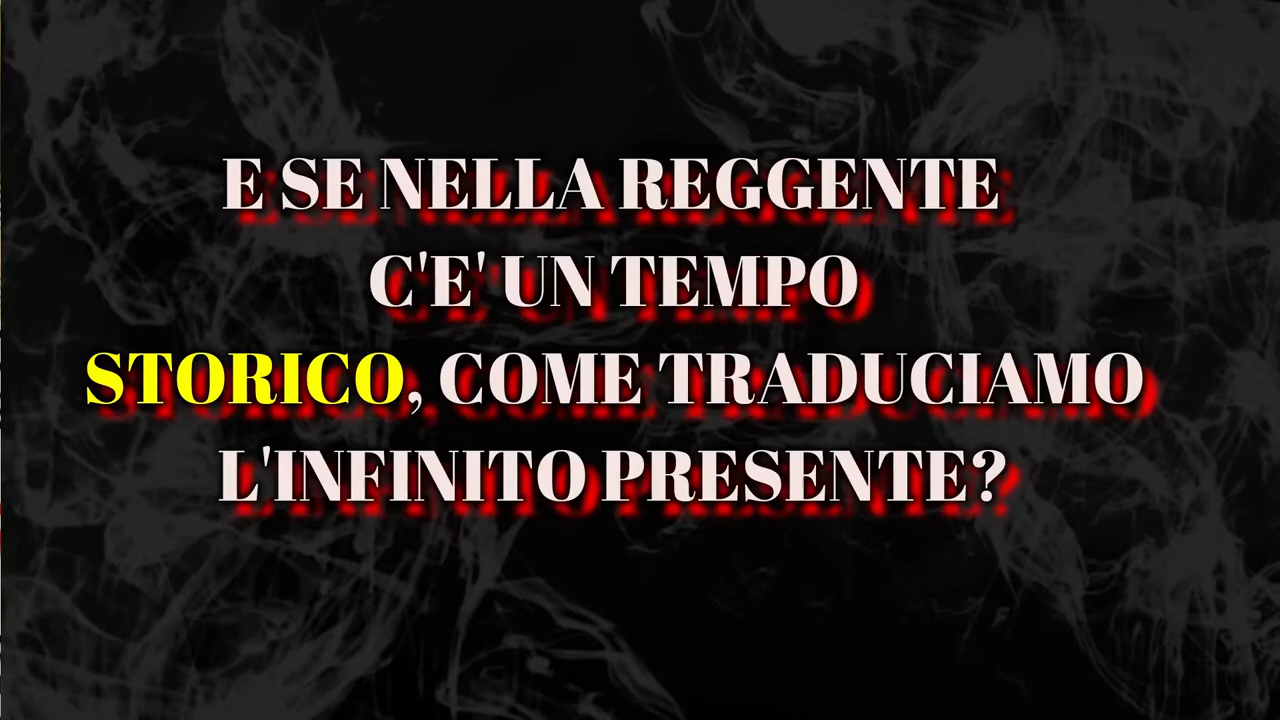 E SE NELLA REGGENTE
C'E' UN TEMPO
STORICO, COME TRADUCIAMO
L'INFINITO PRESENTE?